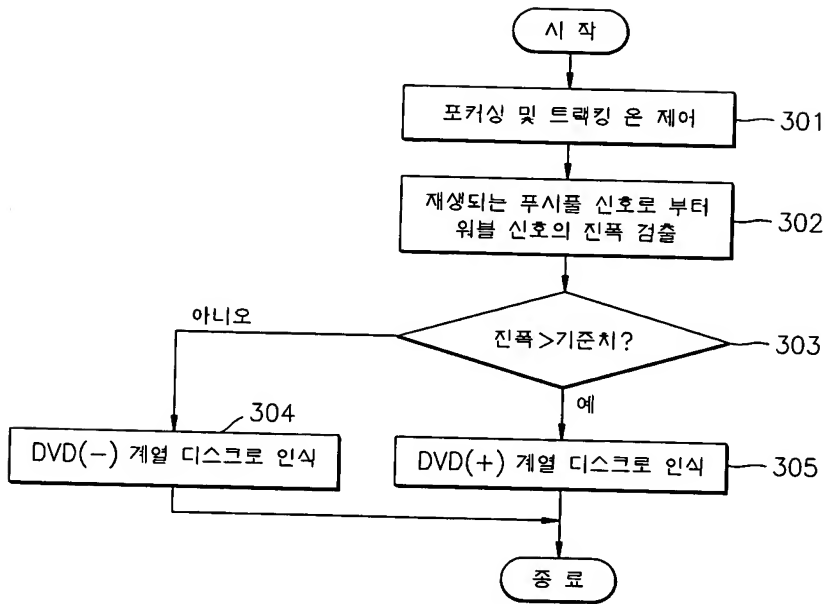 시 작
포커싱 및 트랙킹 온 제어
301
재생되는 푸시풀 신호로 부터
워블 신호의 진폭 검출
302
진폭>기준치?
303
아니오
예
304
DVD(-) 계열 디스크로 인식
DVD(+) 계열 디스크로 인식
305
종 료